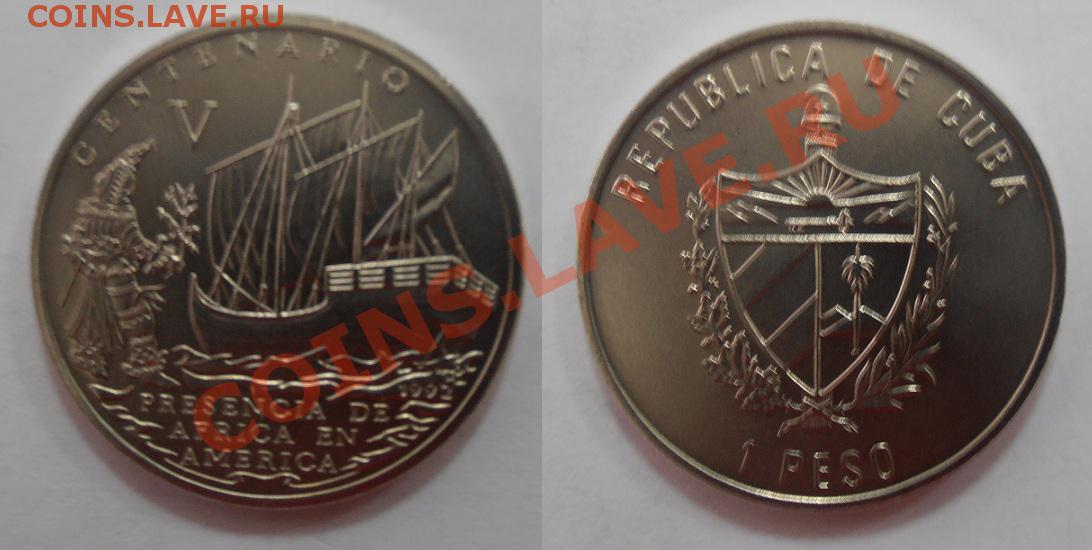 COINS.LAVE.RU
CENTENARIO
V
1992
PRESENCIA DE
AFRICA EN
AMERICA
REPUBLICA DE CUBA
1 PESO
COINS.LAVE.RU